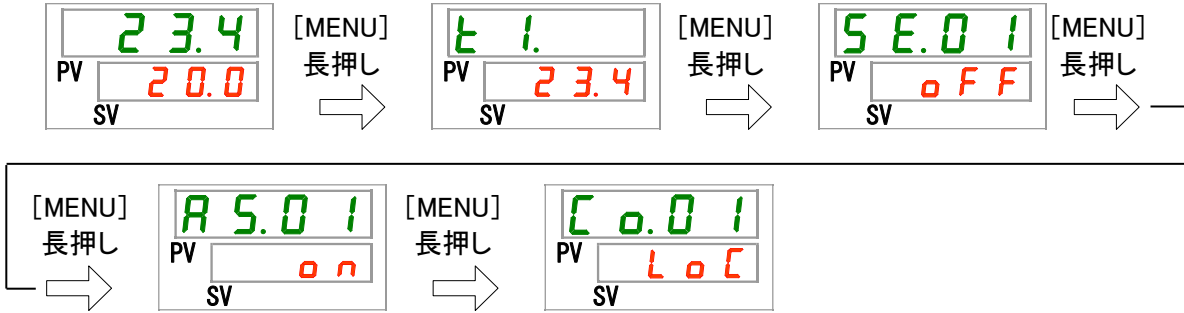 23.4
PV
20.0
SV
[MENU]
長押し
t1.
PV
23.4
SV
[MENU]
長押し
SE.01
PV
oFF
SV
[MENU]
長押し
[MENU]
長押し
AS.01
PV
on
SV
[MENU]
長押し
Co.01
PV
LoC
SV